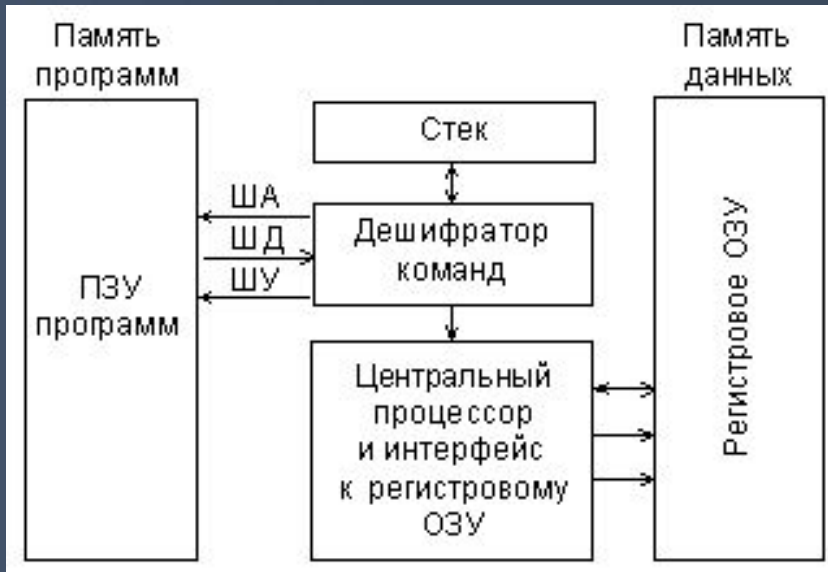 Память
программ
Память
данных
Стек
ША
ШД
ШУ
Дешифратор
команд
ПЗУ
программ
Центральный
процессор
и интерфейс
к регистровому
ОЗУ
Регистровое ОЗУ